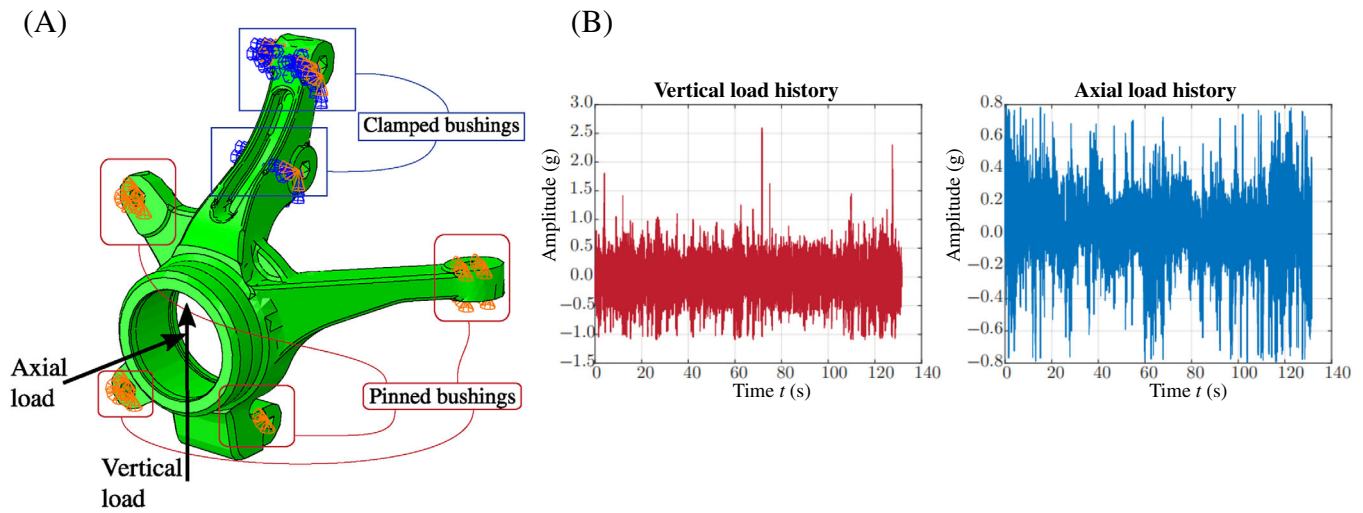 (A)
Clamped bushings
Axial
load
Pinned bushings
Vertical
load
(B)
Vertical load history
Amplitude (g)
3.0
2.5
2.0
1.5
1.0
0.5
0.0
−0.5
−1.0
−1.5
0 20 40 60 80 100 120 140
Time t (s)
Axial load history
Amplitude (g)
0.8
0.6
0.4
0.2
0.0
−0.2
−0.4
−0.6
−0.8
0 20 40 60 80 100 120 140
Time t (s)